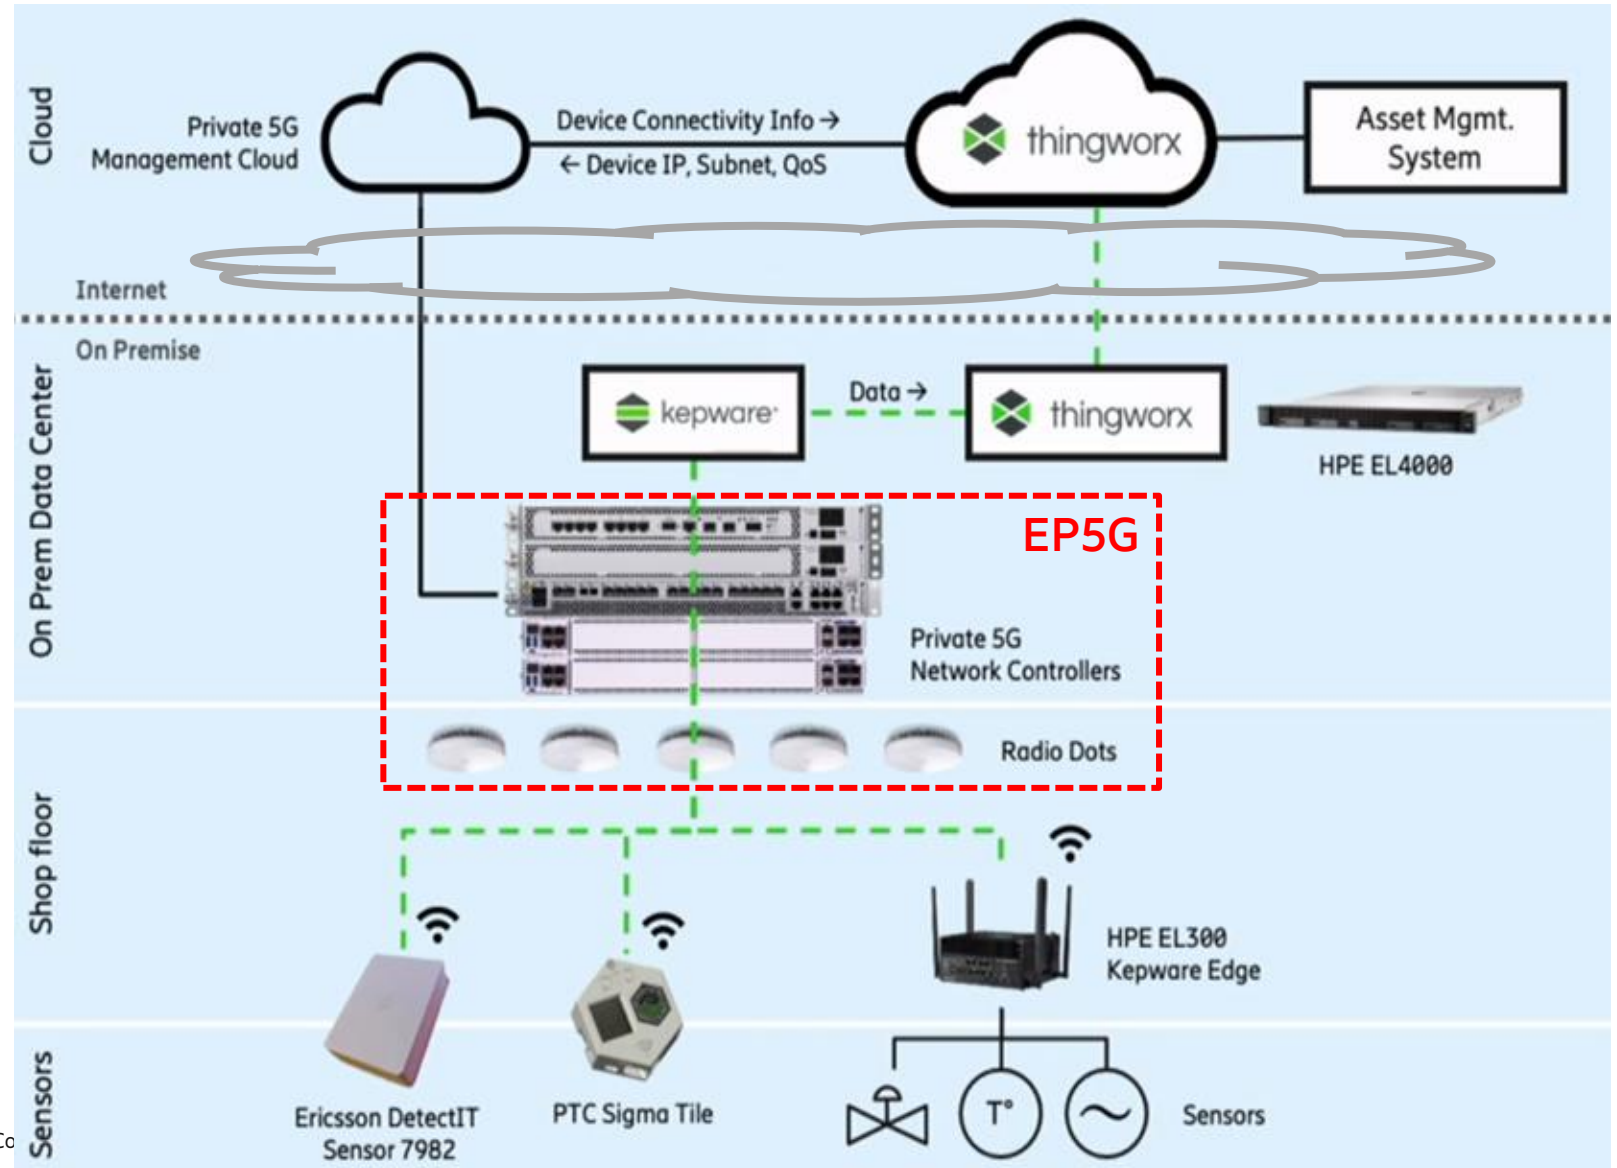 Cloud
Private 5G
Management Cloud
Device Connectivity Info →
← Device IP, Subnet, QoS
thingworx
Asset Mgmt.
System
Internet
On Premise
On Prem Data Center
kepware
Data →
thingworx
HPE EL4000
EP5G
Private 5G
Network Controllers
Radio Dots
Shop floor
HPE EL300
Kepware Edge
Sensors
Ericsson DetectIT
Sensor 7982
PTC Sigma Tile
T°
Sensors